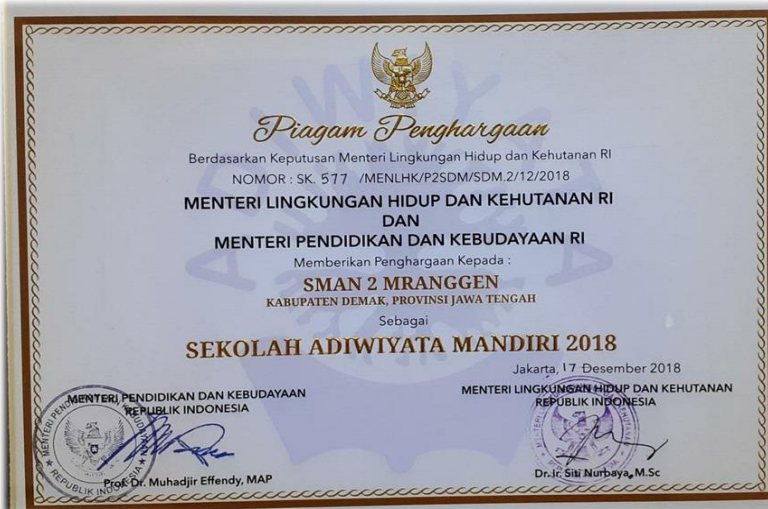 Piagam Penghargaan
Berdasarkan Keputusan Menteri Lingkungan Hidup dan Kehutanan RI
NOMOR : SK. 577 /MENLHK/P2SDM/SDM.2/12/2018
MENTERI LINGKUNGAN HIDUP DAN KEHUTANAN RI
DAN
MENTERI PENDIDIKAN DAN KEBUDAYAAN RI
Memberikan Penghargaan Kepada :
SMAN 2 MRANGGEN
KABUPATEN DEMAK, PROVINSI JAWA TENGAH
Sebagai
SEKOLAH ADIWIYATA MANDIRI 2018
Jakarta, 17 Desember 2018
MENTERI PENDIDIKAN DAN KEBUDAYAAN
REPUBLIK INDONESIA
Prof. Dr. Muhadjir Effendy, MAP
MENTERI LINGKUNGAN HIDUP DAN KEHUTANAN
REPUBLIK INDONESIA
Dr. Ir. Siti Nurbaya, M.Sc